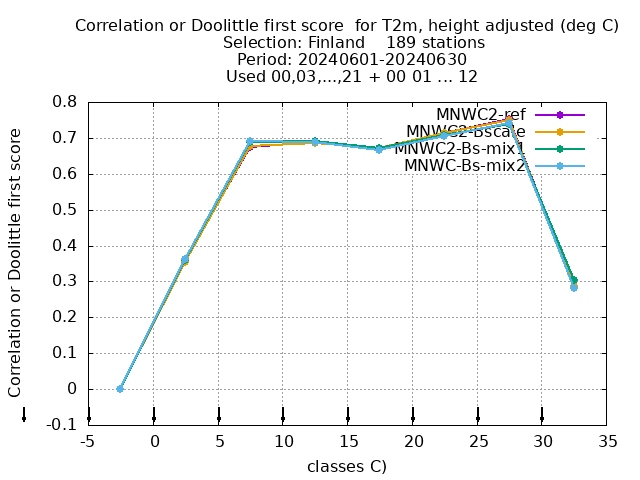 Correlation or Doolittle first score  for T2m, height adjusted (deg C)
Selection: Finland    189 stations
Period: 20240601-20240630
Used 00,03,...,21 + 00 01 ... 12
Correlation or Doolittle first score
0.8
0.7
0.6
0.5
0.4
0.3
0.2
0.1
0
-0.1
MNWC2-ref
MNWC2-Bscale
MNWC2-Bs-mix1
MNWC-Bs-mix2
-5 0 5 10 15 20 25 30 35
classes C)